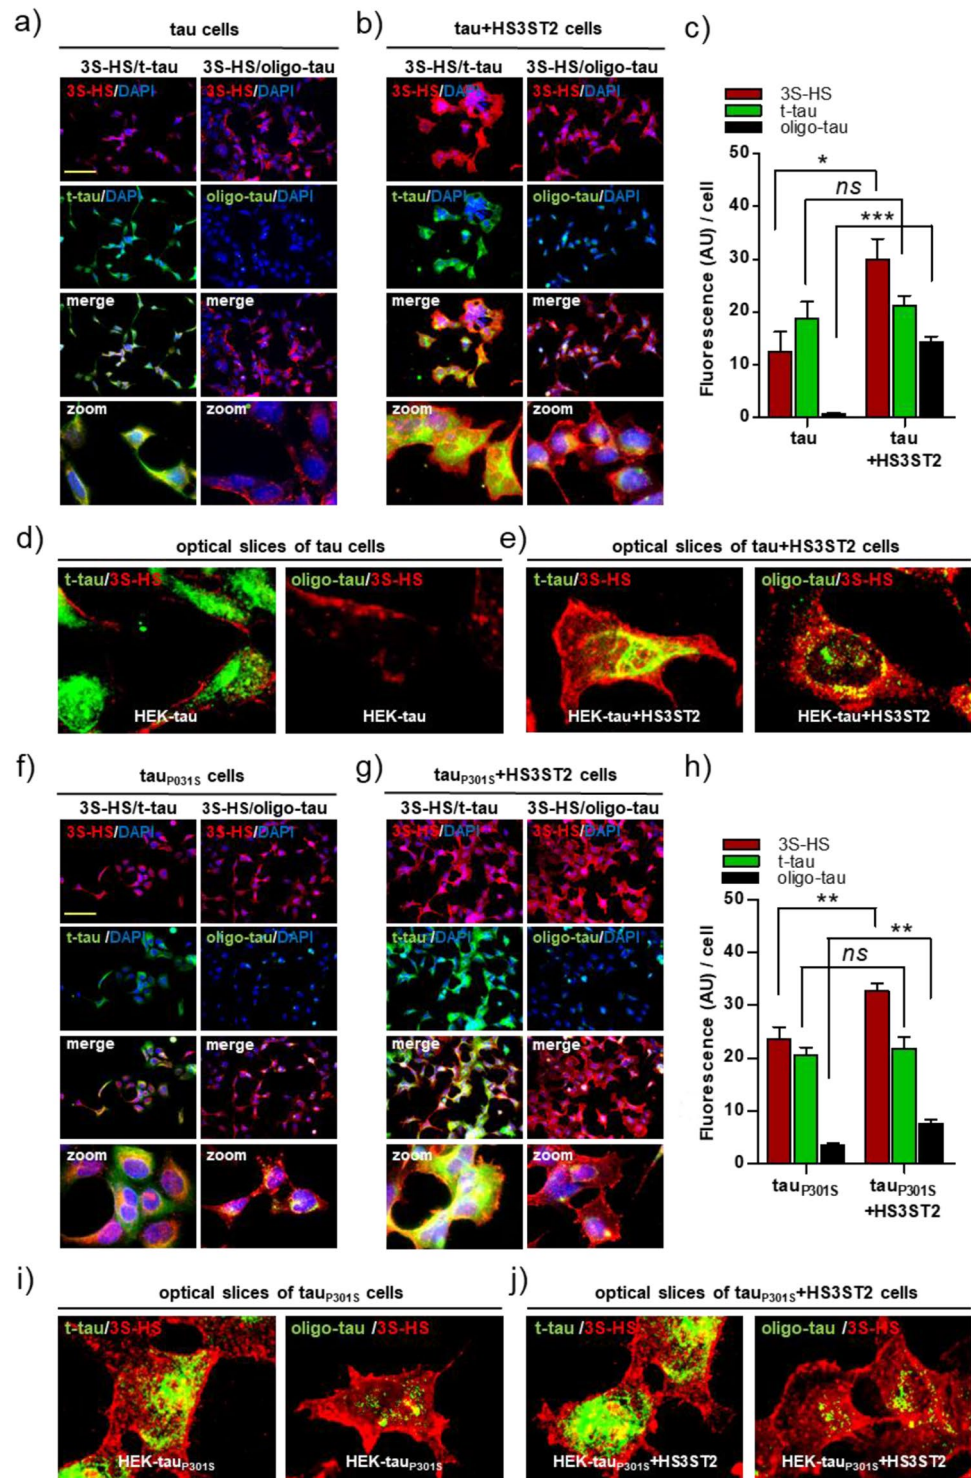 a)
tau cells
3S-HS/t-tau 3S-HS/oligo-tau
3S-HS/DAPI 3S-HS/DAPI
t-tau/DAPI oligo-tau/DAPI
merge merge
zoom zoom
b)
tau+HS3ST2 cells
3S-HS/t-tau 3S-HS/oligo-tau
3S-HS/DAPI 3S-HS/DAPI
t-tau/DAPI oligo-tau/DAPI
merge merge
zoom zoom
c)
3S-HS
t-tau
oligo-tau
Fluorescence (AU) / cell
50
40
30
20
10
0
*
ns
***
tau tau
+HS3ST2
d)
optical slices of tau cells
t-tau/3S-HS oligo-tau/3S-HS
HEK-tau HEK-tau
e)
optical slices of tau+HS3ST2 cells
t-tau/3S-HS oligo-tau/3S-HS
HEK-tau+HS3ST2 HEK-tau+HS3ST2
f)
tauP031S cells
3S-HS/t-tau 3S-HS/oligo-tau
3S-HS/DAPI 3S-HS/DAPI
t-tau /DAPI oligo-tau/DAPI
merge merge
zoom zoom
g)
tauP301S+HS3ST2 cells
3S-HS/t-tau 3S-HS/oligo-tau
3S-HS/DAPI 3S-HS/DAPI
t-tau /DAPI oligo-tau/DAPI
merge merge
zoom zoom
h)
3S-HS
t-tau
oligo-tau
Fluorescence (AU) / cell
50
40
30
20
10
0
**
**
ns
tauP301S tauP301S
+HS3ST2
i)
optical slices of tauP301S cells
t-tau/3S-HS oligo-tau /3S-HS
HEK-tauP301S HEK-tauP301S
j)
optical slices of tauP301S+HS3ST2 cells
t-tau/3S-HS oligo-tau /3S-HS
HEK-tauP301S+HS3ST2 HEK-tauP301S+HS3ST2